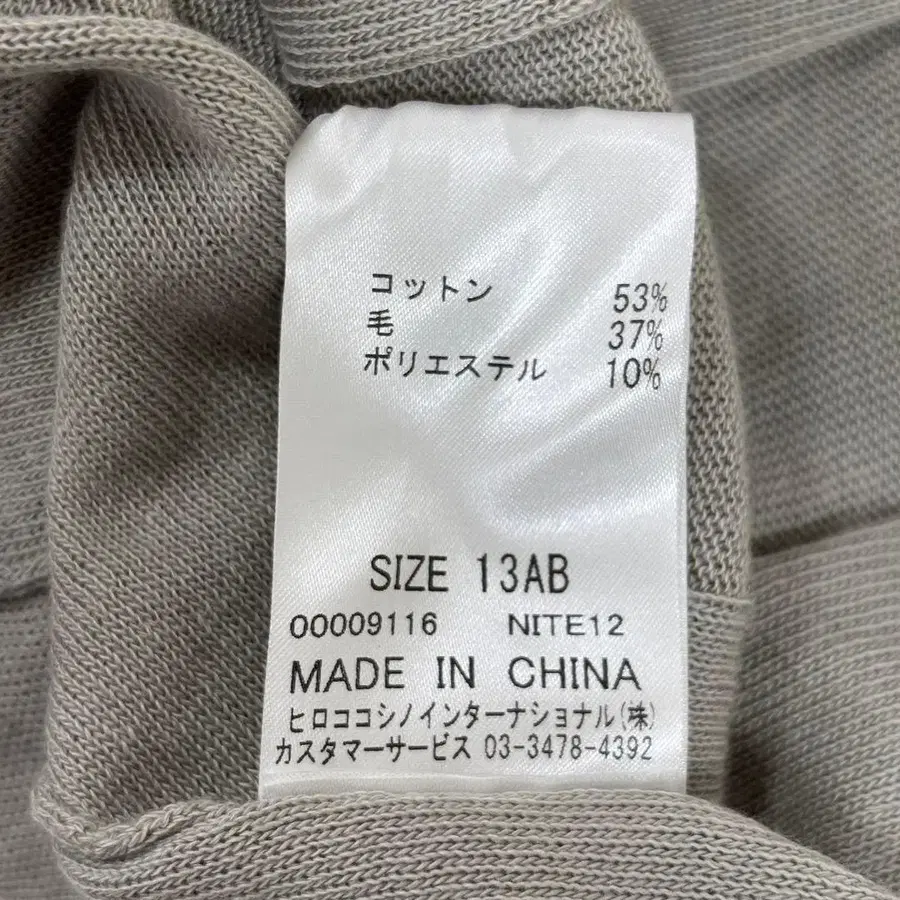 コットン 53%
毛 37%
ポリエステル 10%
SIZE 13AB
00009116 NITE12
MADE IN CHINA
ヒロココシノインターナショナル(株)
カスタマーサービス 03-3478-4392